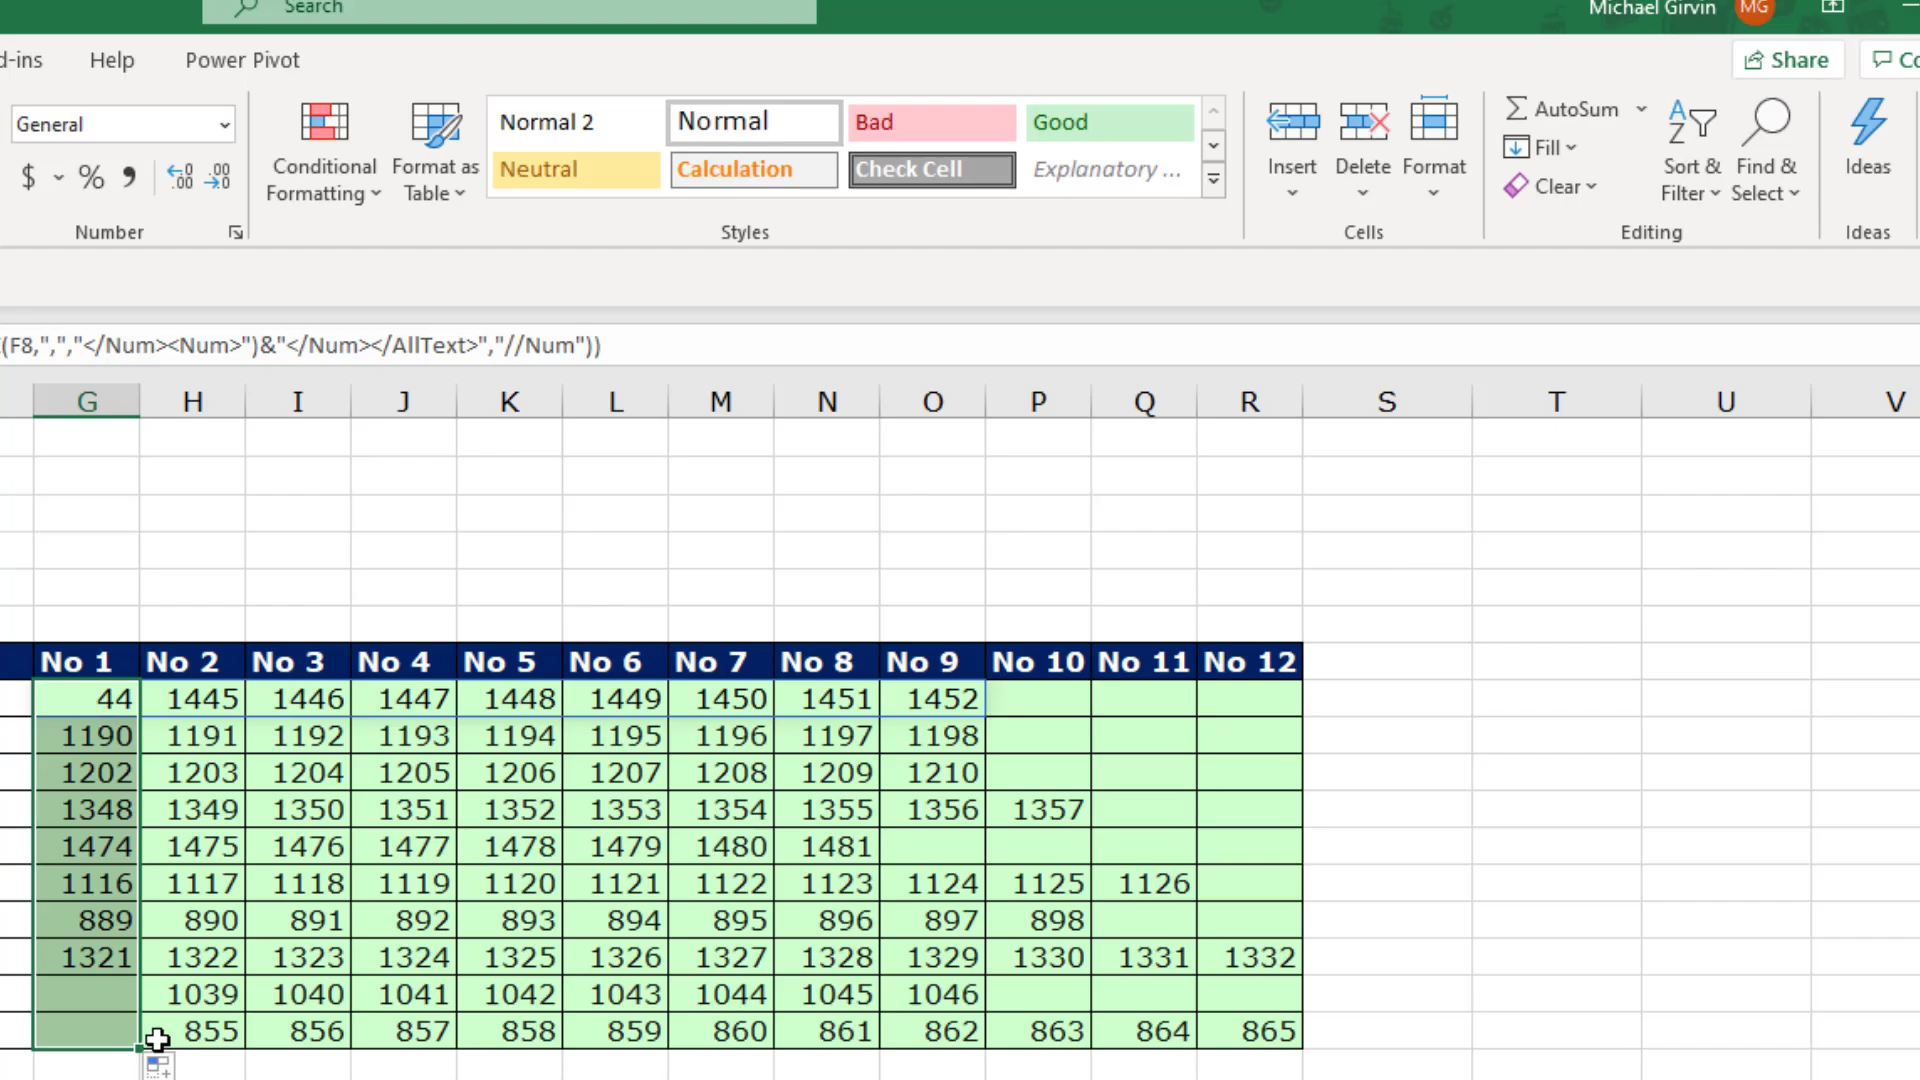 Search
Michael Girvin MG
d-ins Help Power Pivot Share Co
General
$ % 9 .00 .00
Conditional Formatting
Format as Table
Normal 2 Normal Bad Good
Neutral Calculation Check Cell Explanatory ...
Insert Delete Format
AutoSum
Fill
Clear
Sort & Filter
Find & Select
Ideas
Number Styles Cells Editing Ideas
(F8,",","</Num><Num>")&"</Num></AllText>","//Num"))
G H I J K L M N O P Q R S T U V
No 1 No 2 No 3 No 4 No 5 No 6 No 7 No 8 No 9 No 10 No 11 No 12
44 1445 1446 1447 1448 1449 1450 1451 1452
1190 1191 1192 1193 1194 1195 1196 1197 1198
1202 1203 1204 1205 1206 1207 1208 1209 1210
1348 1349 1350 1351 1352 1353 1354 1355 1356 1357
1474 1475 1476 1477 1478 1479 1480 1481
1116 1117 1118 1119 1120 1121 1122 1123 1124 1125 1126
889 890 891 892 893 894 895 896 897 898
1321 1322 1323 1324 1325 1326 1327 1328 1329 1330 1331 1332
1039 1040 1041 1042 1043 1044 1045 1046
855 856 857 858 859 860 861 862 863 864 865